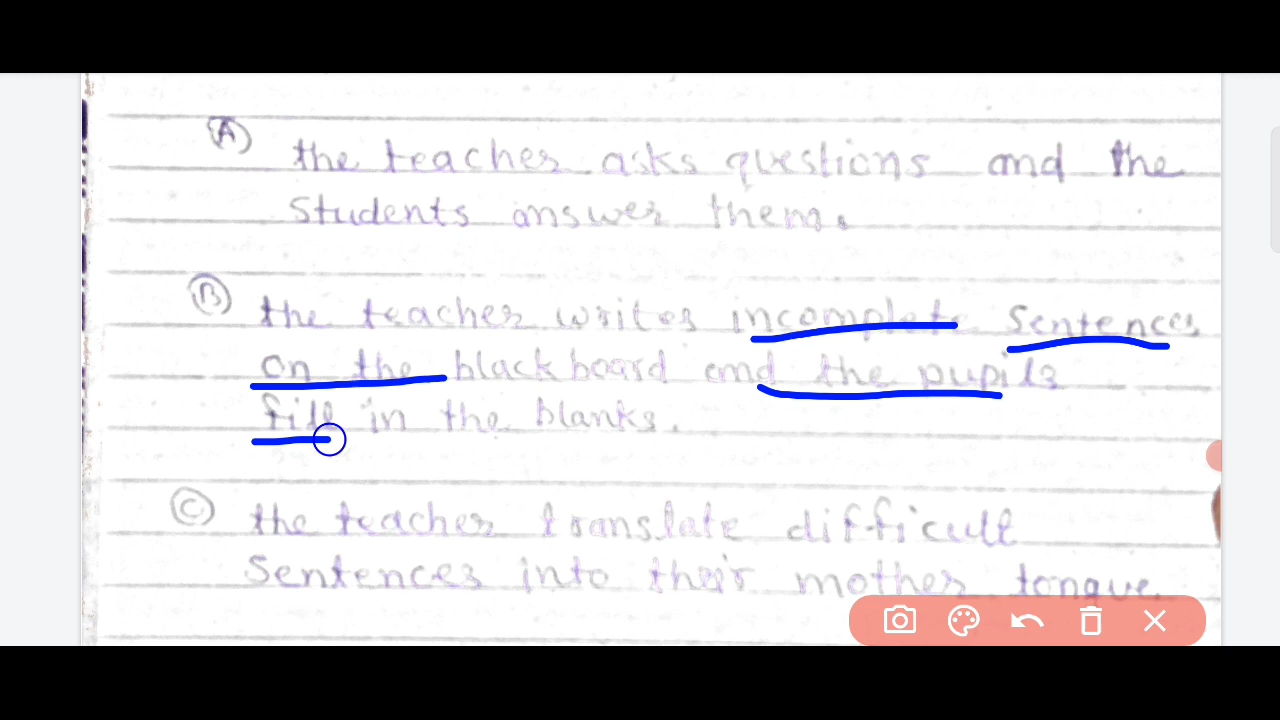 (A) the teacher asks questions and the
students answer them.
(B) the teacher writes incomplete sentences
on the blackboard and the pupils
fill in the blanks.
(C) the teacher translate difficult
sentences into their mother tongue.